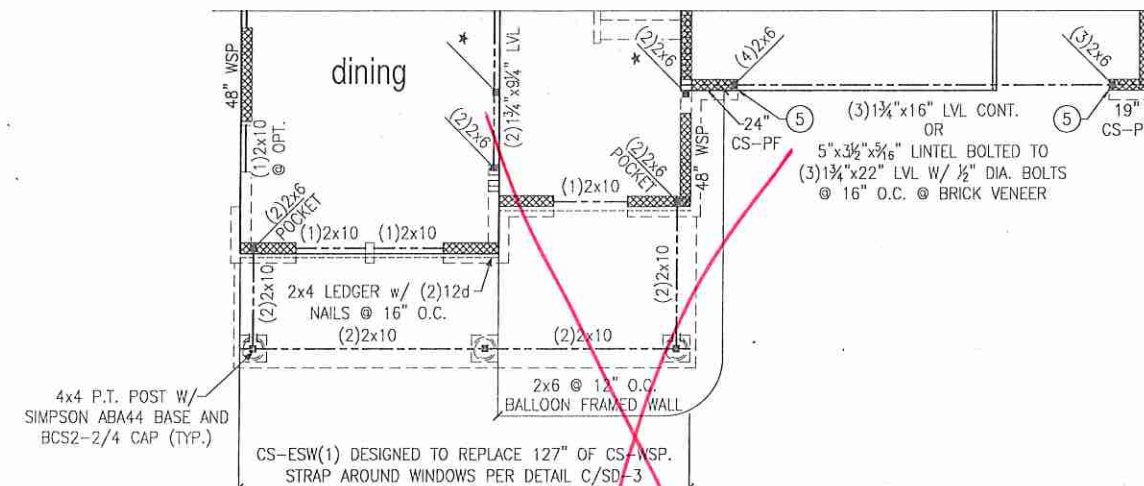 48" WSP
dining
(1)2x10
@ OPT.
(2)2x6
POCKET
(1)2x10
(1)2x10
(2)2x10
2x4 LEDGER w/ (2)12d
NAILS @ 16" O.C.
(2)2x10
(2)2x10
4x4 P.T. POST W/
SIMPSON ABA44 BASE AND
BCS2-2/4 CAP (TYP.)
(2)2x6
(2)1¾"x9¼" LVL
(2)2x6
(2)2x6
POCKET
(1)2x10
48" WSP
(2)2x10
2x6 @ 12" O.C.
BALLOON FRAMED WALL
CS-ESW(1) DESIGNED TO REPLACE 127" OF CS-WSP.
STRAP AROUND WINDOWS PER DETAIL C/SD-3
(4)2x6
5
24"
CS-PF
(3)1¾"x16" LVL CONT.
OR
5"x3½"x5⁄16" LINTEL BOLTED TO
(3)1¾"x22" LVL W/ ½" DIA. BOLTS
@ 16" O.C. @ BRICK VENEER
(3)2x6
5
19"
CS-P